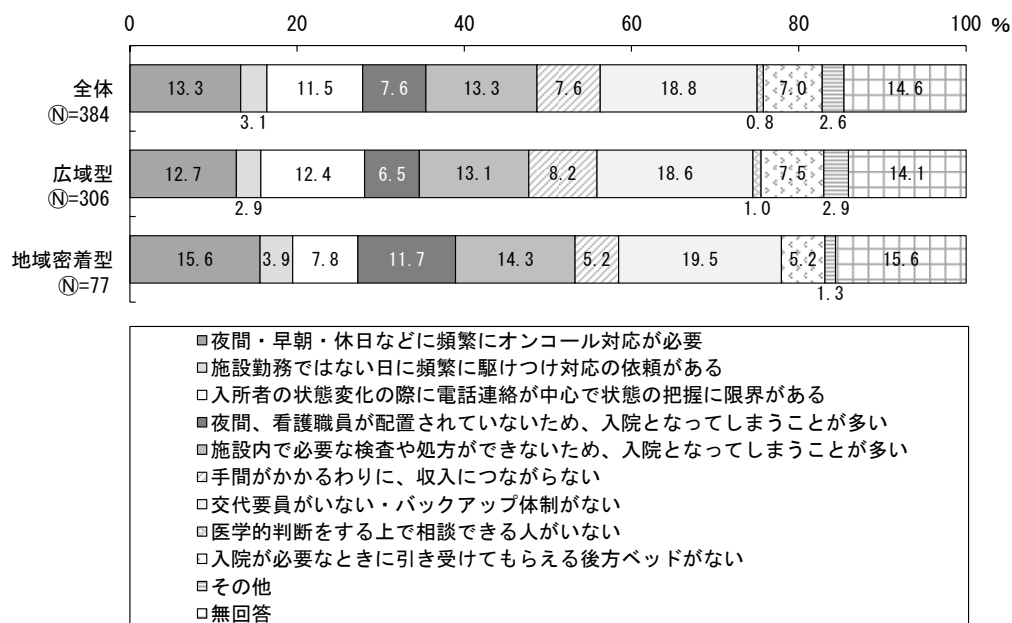 0 20 40 60 80 100 %
全体 13.3 11.5 7.6 13.3 7.6 18.8 7.0 14.6
Ⓝ=384 3.1 0.8 2.6
広域型 12.7 12.4 6.5 13.1 8.2 18.6 7.5 14.1
Ⓝ=306 2.9 1.0 2.9
地域密着型 15.6 3.9 7.8 11.7 14.3 5.2 19.5 5.2 15.6
Ⓝ=77 1.3
夜間・早朝・休日などに頻繁にオンコール対応が必要
施設勤務ではない日に頻繁に駆けつけ対応の依頼がある
入所者の状態変化の際に電話連絡が中心で状態の把握に限界がある
夜間、看護職員が配置されていないため、入院となってしまうことが多い
施設内で必要な検査や処方ができないため、入院となってしまうことが多い
手間がかかるわりに、収入につながらない
交代要員がいない・バックアップ体制がない
医学的判断をする上で相談できる人がいない
入院が必要なときに引き受けてもらえる後方ベッドがない
その他
無回答